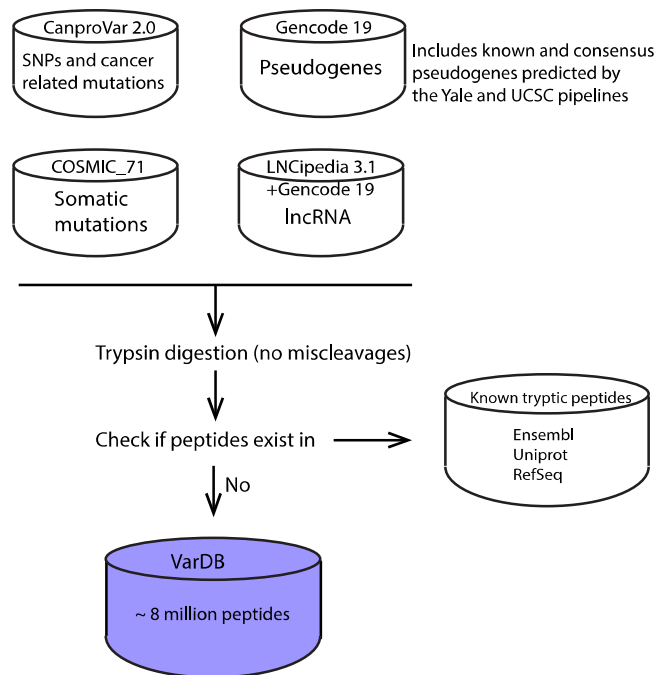 CanproVar 2.0
SNPs and cancer
related mutations
Gencode 19
Pseudogenes
Includes known and consensus
pseudogenes predicted by
the Yale and UCSC pipelines
COSMIC_71
Somatic
mutations
LNCipedia 3.1
+Gencode 19
lncRNA
Trypsin digestion (no miscleavages)
Check if peptides exist in
Known tryptic peptides
Ensembl
Uniprot
RefSeq
No
VarDB
~ 8 million peptides